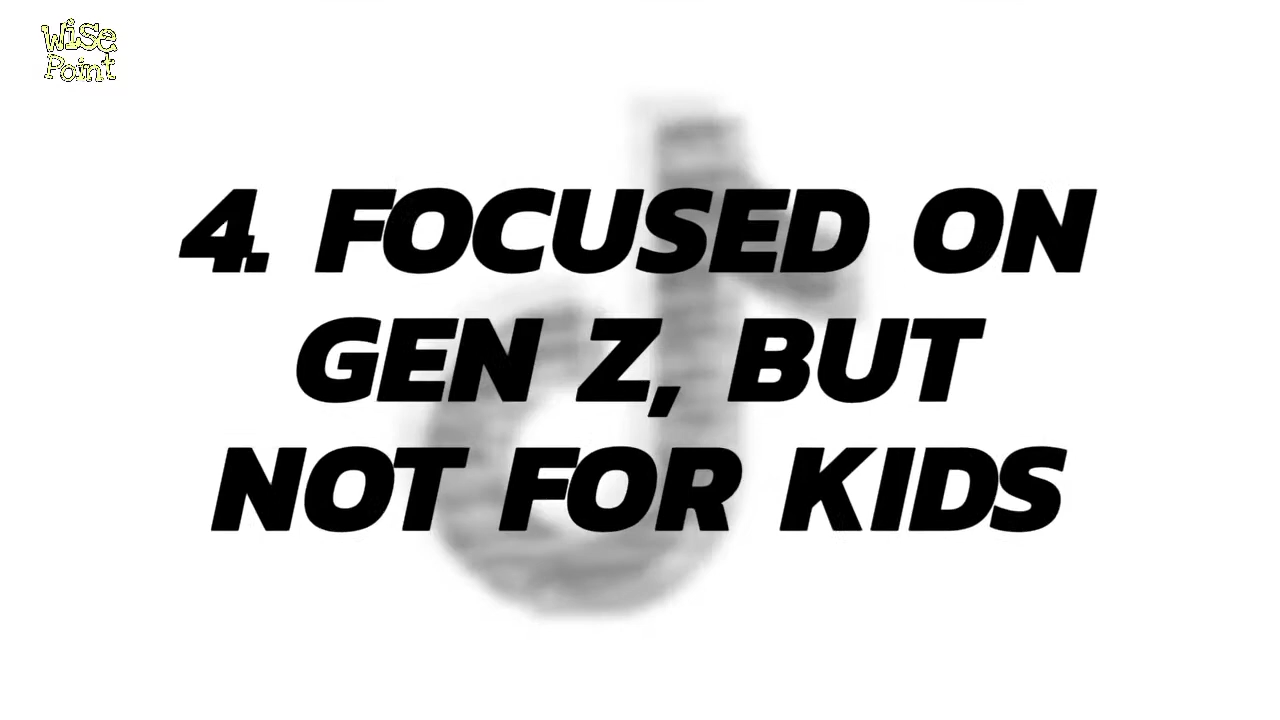 Wise
Point
4. FOCUSED ON
GEN Z, BUT
NOT FOR KIDS